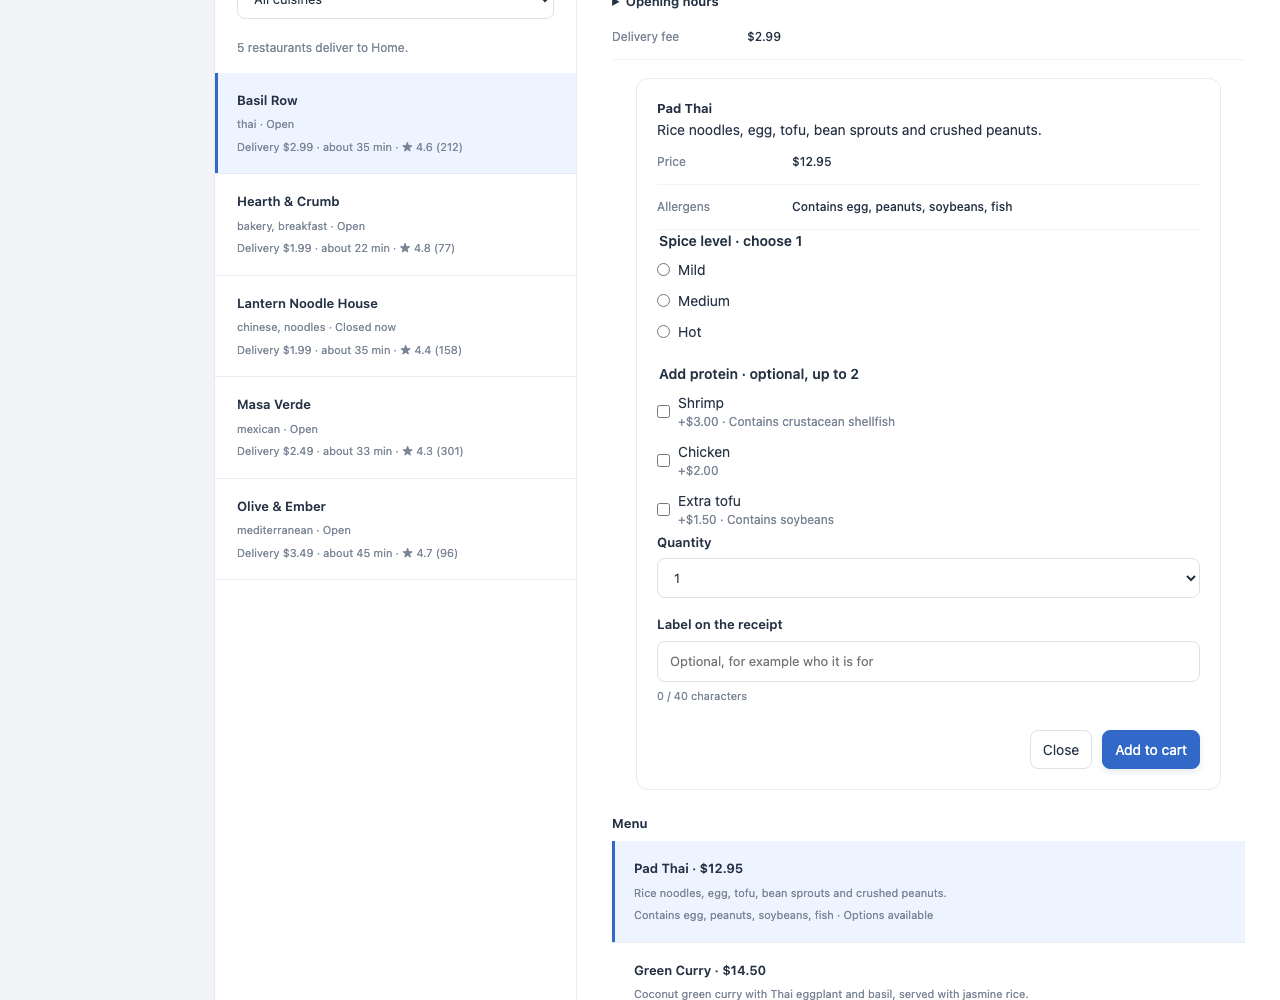 All cuisines
5 restaurants deliver to Home.
Basil Row
thai · Open
Delivery $2.99 · about 35 min · ★ 4.6 (212)
Hearth & Crumb
bakery, breakfast · Open
Delivery $1.99 · about 22 min · ★ 4.8 (77)
Lantern Noodle House
chinese, noodles · Closed now
Delivery $1.99 · about 35 min · ★ 4.4 (158)
Masa Verde
mexican · Open
Delivery $2.49 · about 33 min · ★ 4.3 (301)
Olive & Ember
mediterranean · Open
Delivery $3.49 · about 45 min · ★ 4.7 (96)
Opening hours
Delivery fee $2.99
Pad Thai
Rice noodles, egg, tofu, bean sprouts and crushed peanuts.
Price $12.95
Allergens Contains egg, peanuts, soybeans, fish
Spice level · choose 1
Mild
Medium
Hot
Add protein · optional, up to 2
Shrimp
+$3.00 · Contains crustacean shellfish
Chicken
+$2.00
Extra tofu
+$1.50 · Contains soybeans
Quantity
1
Label on the receipt
Optional, for example who it is for
0 / 40 characters
Close Add to cart
Menu
Pad Thai · $12.95
Rice noodles, egg, tofu, bean sprouts and crushed peanuts.
Contains egg, peanuts, soybeans, fish · Options available
Green Curry · $14.50
Coconut green curry with Thai eggplant and basil, served with jasmine rice.